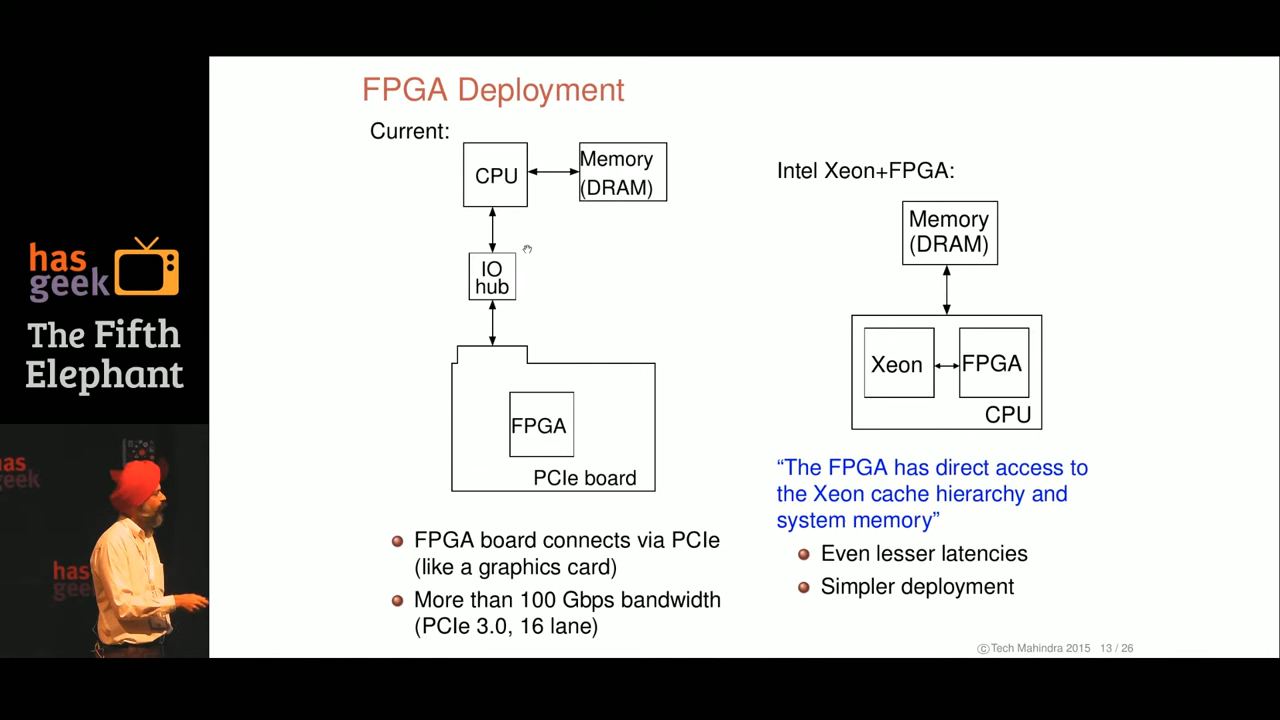 FPGA Deployment
Current:
CPU
Memory
(DRAM)
IO
hub
FPGA
PCIe board
FPGA board connects via PCIe
(like a graphics card)
More than 100 Gbps bandwidth
(PCIe 3.0, 16 lane)
Intel Xeon+FPGA:
Memory
(DRAM)
Xeon
FPGA
CPU
“The FPGA has direct access to
the Xeon cache hierarchy and
system memory”
Even lesser latencies
Simpler deployment
©Tech Mahindra 2015 13 / 26
has
geek
The Fifth
Elephant
as
geek
has
gee